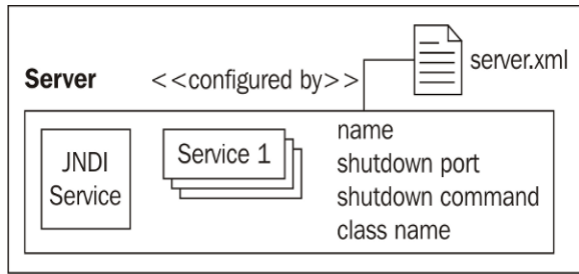 server.xml
Server <<configured by>>
JNDI
Service
Service 1
name
shutdown port
shutdown command
class name